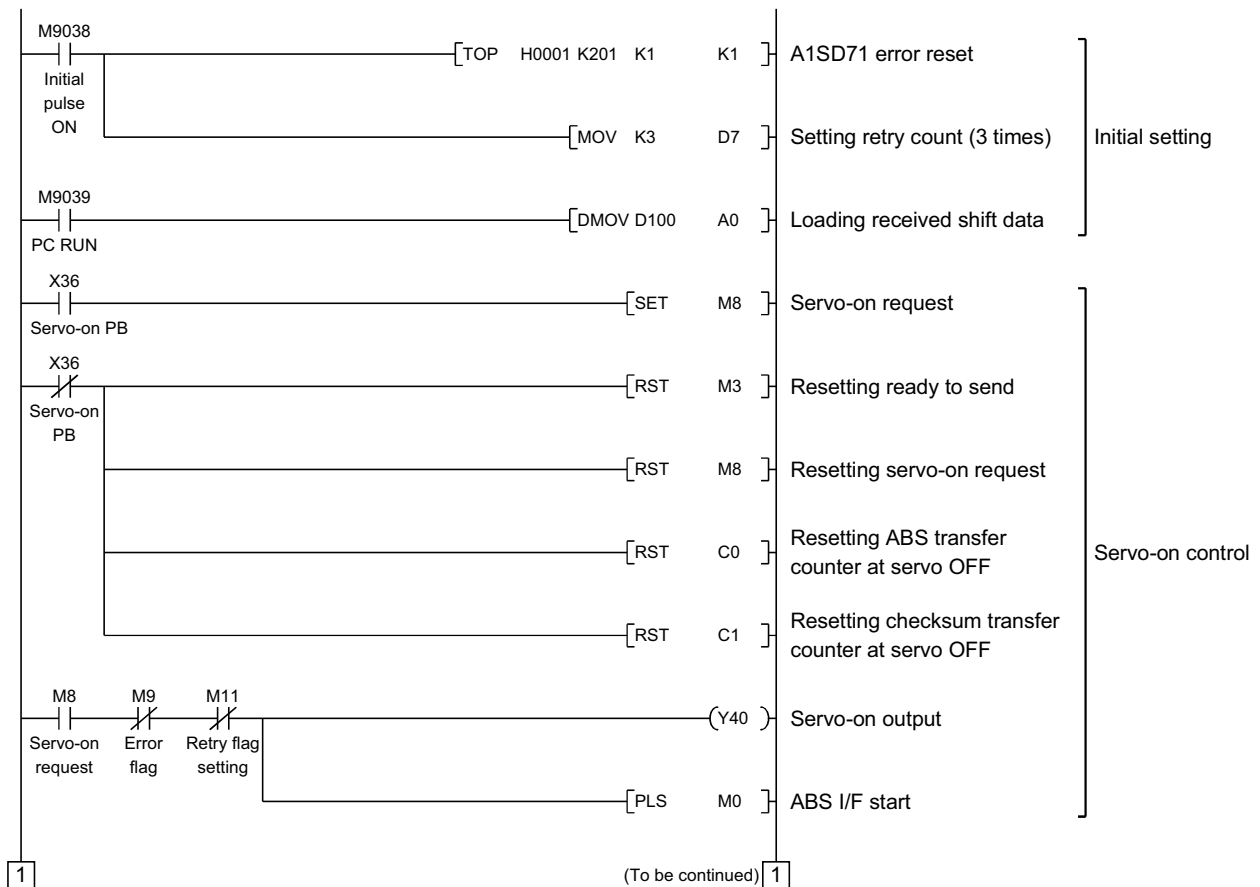 M9038
Initial
pulse
ON
TOP H0001 K201 K1 K1 A1SD71 error reset
MOV K3 D7 Setting retry count (3 times)
Initial setting
M9039
PC RUN
DMOV D100 A0 Loading received shift data
X36
Servo-on PB
SET M8 Servo-on request
X36
Servo-on
PB
RST M3 Resetting ready to send
RST M8 Resetting servo-on request
RST C0 Resetting ABS transfer
counter at servo OFF
Servo-on control
RST C1 Resetting checksum transfer
counter at servo OFF
M8 M9 M11
Servo-on
request
Error
flag
Retry flag
setting
Y40 Servo-on output
PLS M0 ABS I/F start
1 (To be continued) 1